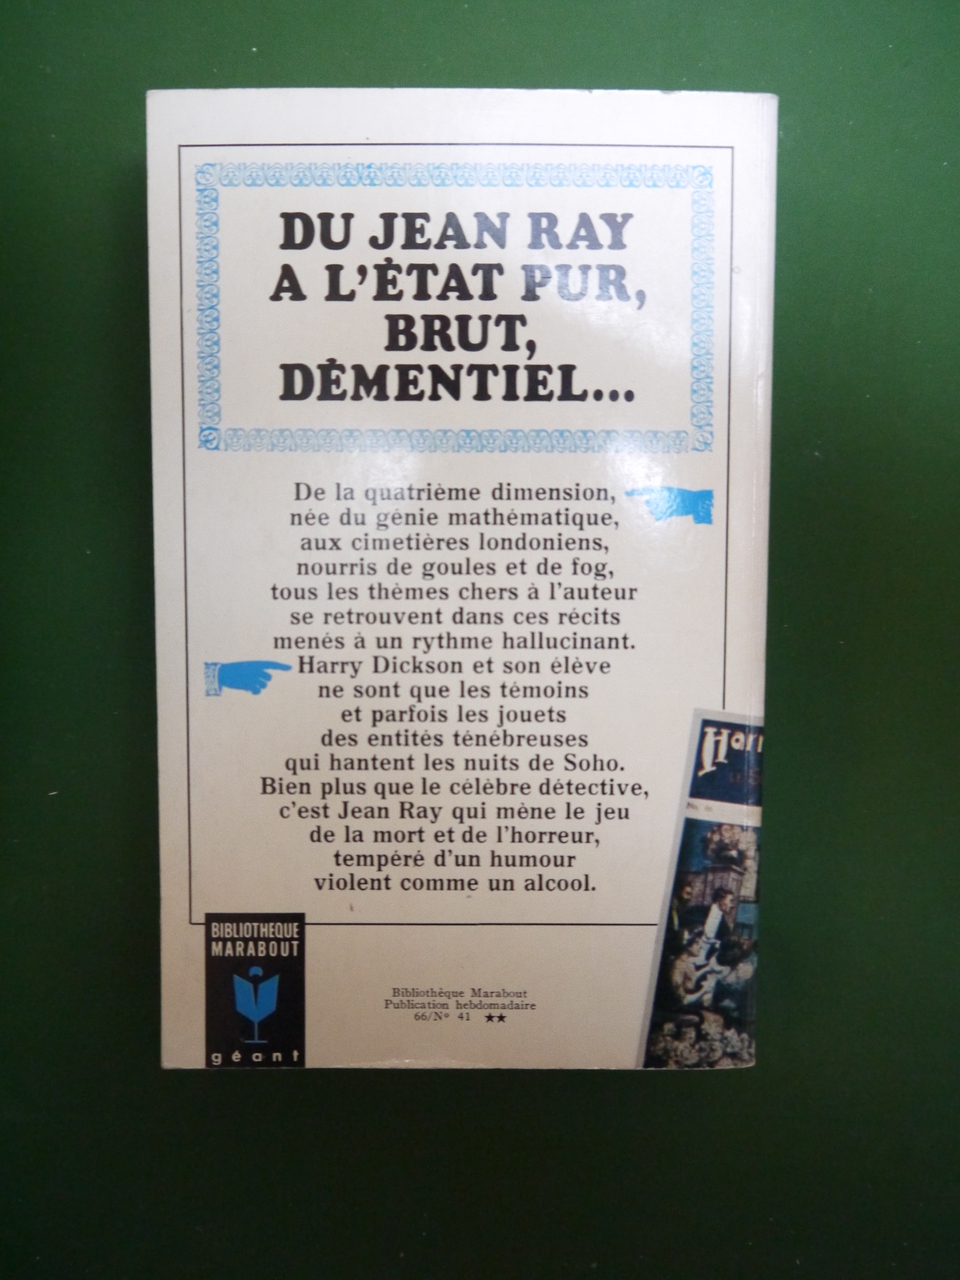 DU JEAN RAY
A L'ÉTAT PUR,
BRUT,
DÉMENTIEL...
De la quatrième dimension,
née du génie mathématique,
aux cimetières londoniens,
nourris de goules et de fog,
tous les thèmes chers à l'auteur
se retrouvent dans ces récits
menés à un rythme hallucinant.
Harry Dickson et son élève
ne sont que les témoins
et parfois les jouets
des entités ténébreuses
qui hantent les nuits de Soho.
Bien plus que le célèbre détective,
c'est Jean Ray qui mène le jeu
de la mort et de l'horreur,
tempéré d'un humour
violent comme un alcool.
Harr
LE S
BIBLIOTHEQUE
MARABOUT
géant
Bibliothèque Marabout
Publication hebdomadaire
66/Nº 41 ★★